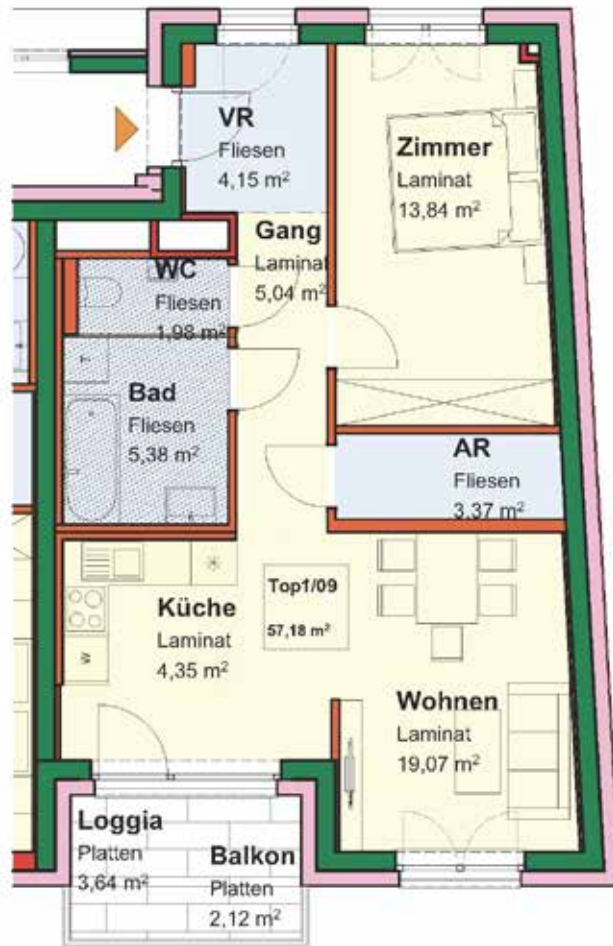 VR
Fliesen
4,15 m²
Zimmer
Laminat
13,84 m²
Gang
Laminat
5,04 m²
WC
Fliesen
1,98 m²
Bad
Fliesen
5,38 m²
T
AR
Fliesen
3,37 m²
Top1/09
57,18 m²
Küche
Laminat
4,35 m²
W
Wohnen
Laminat
19,07 m²
Loggia
Platten
3,64 m²
Balkon
Platten
2,12 m²